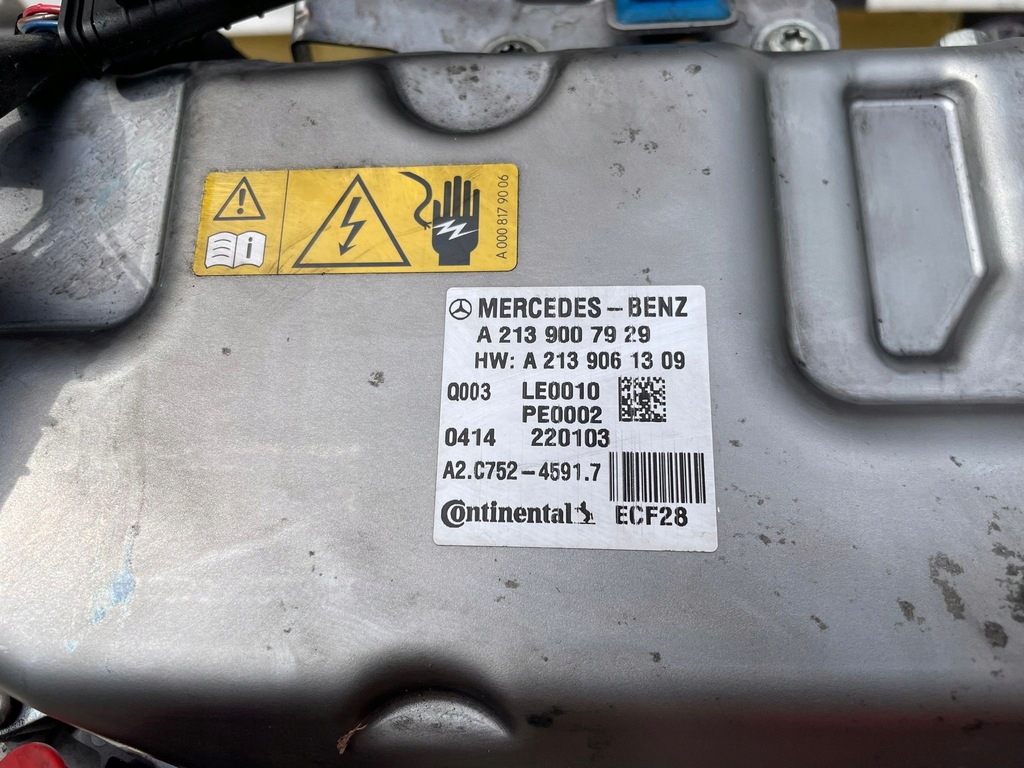 A 000 817 90 06
MERCEDES-BENZ
A 213 900 79 29
HW: A 213 906 13 09
Q003 LE0010
PE0002
0414 220103
A2.C752-4591.7
Continental
ECF28